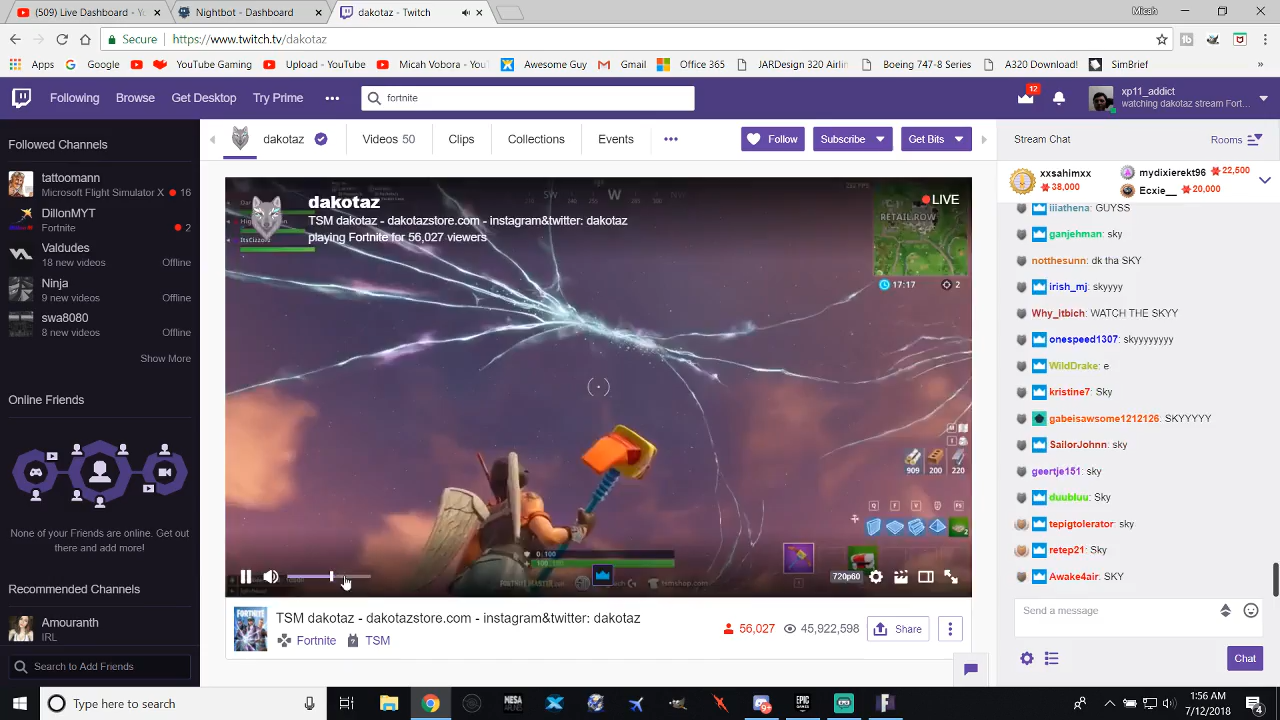 (509) Live Dashboard - Yo
Nightbot - Dashboard
dakotaz - Twitch
Micah
Secure
https://www.twitch.tv/dakotaz
Apps
Google
YouTube Gaming
Upload - YouTube
Micah Vobora - You
Awesome Guy
Gmail
Office 365
JARDesign 320 Airlin
Boeing 747-8 Series
A320 Download!
SimBrief
»
Following
Browse
Get Desktop
Try Prime
fortnite
12
xp11_addict
watching dakotaz stream Fort...
Followed Channels
tattoomann
Microsoft Flight Simulator X
16
DillonMYT
Fortnite
2
Valdudes
18 new videos
Offline
Ninja
9 new videos
Offline
swa8080
8 new videos
Offline
Show More
Online Friends
None of your Friends are online. Get out
there and add more!
Recommended Channels
Amouranth
IRL
Search to Add Friends
dakotaz
Videos 50
Clips
Collections
Events
Follow
Subscribe
Get Bits
dakotaz
TSM dakotaz - dakotazstore.com - instagram&twitter: dakotaz
playing Fortnite for 56,027 viewers
LIVE
SW
W
NW
RETAIL ROW
ItsCizzorz
17:17
2
909
200
220
0|100
720p60
TSM dakotaz - dakotazstore.com - instagram&twitter: dakotaz
Fortnite
TSM
56,027
45,922,598
Share
Stream Chat
Rooms
xxsahimxx
38,000
mydixierekt96
22,500
Ecxie__
20,000
iiiathena: GUYSS
ganjehman: sky
notthesunn: dk tha SKY
irish_mj: skyyyy
Why_itbich: WATCH THE SKYY
onespeed1307: skyyyyyyyy
WildDrake: e
kristine7: Sky
gabeisawsome1212126: SKYYYYY
SailorJohnn: sky
geertje151: sky
duubluu: Sky
tepigtolerator: sky
retep21: Sky
Awake4air: SKY
Send a message
Chat
Type here to search
1:56 AM
7/12/2018
4